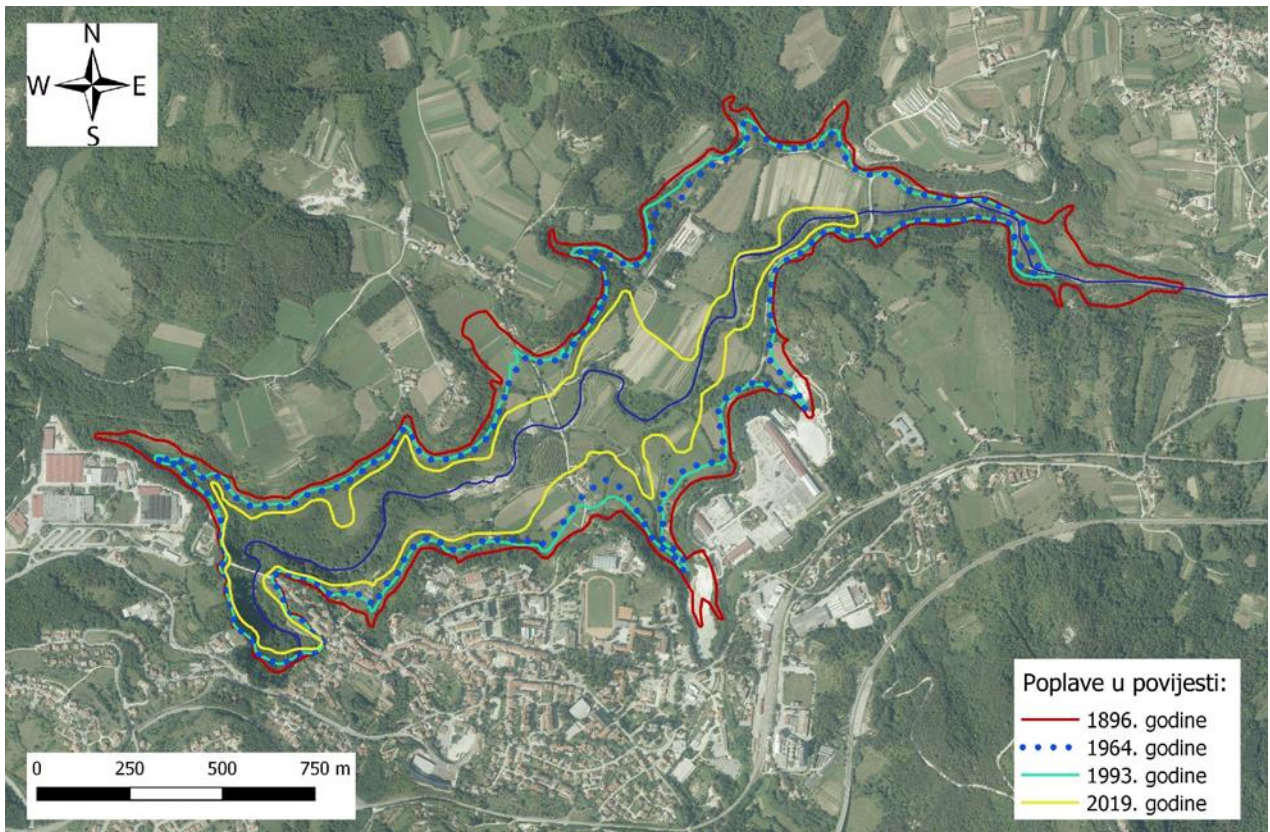 N
W E
S
Poplave u povijesti:
1896. godine
1964. godine
1993. godine
2019. godine
0 250 500 750 m